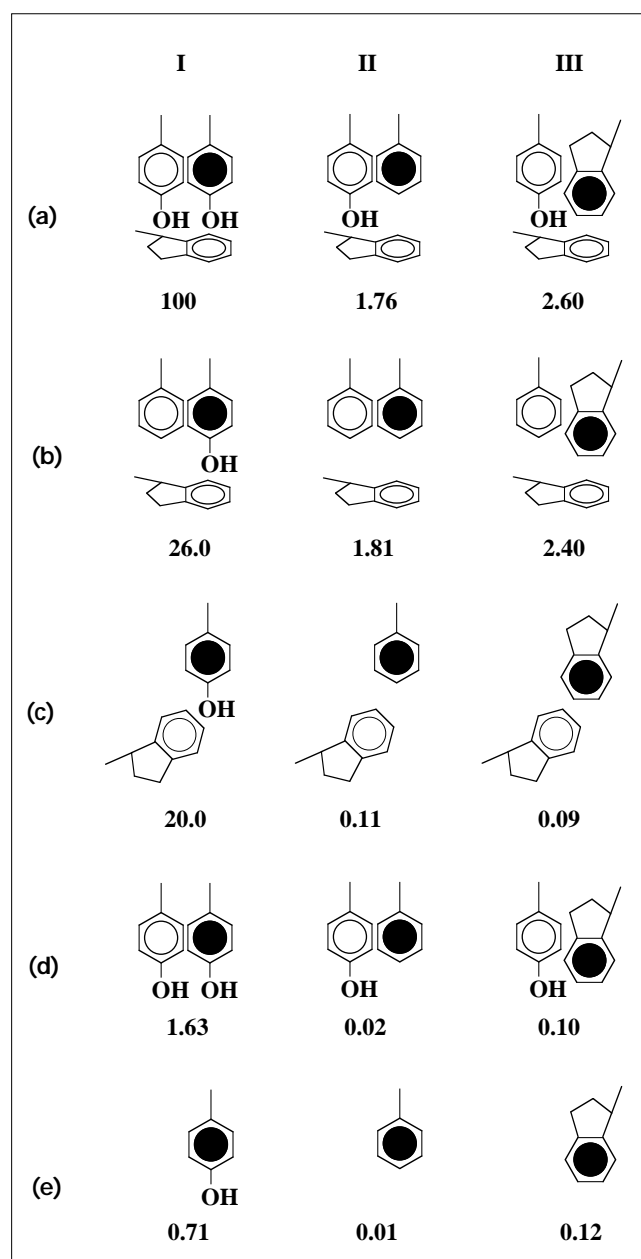 I II III
OH OH OH OH
(a)
100 1.76 2.60
(b)
OH
26.0 1.81 2.40
(c)
OH
20.0 0.11 0.09
(d)
OH OH OH OH
1.63 0.02 0.10
OH
(e)
0.71 0.01 0.12